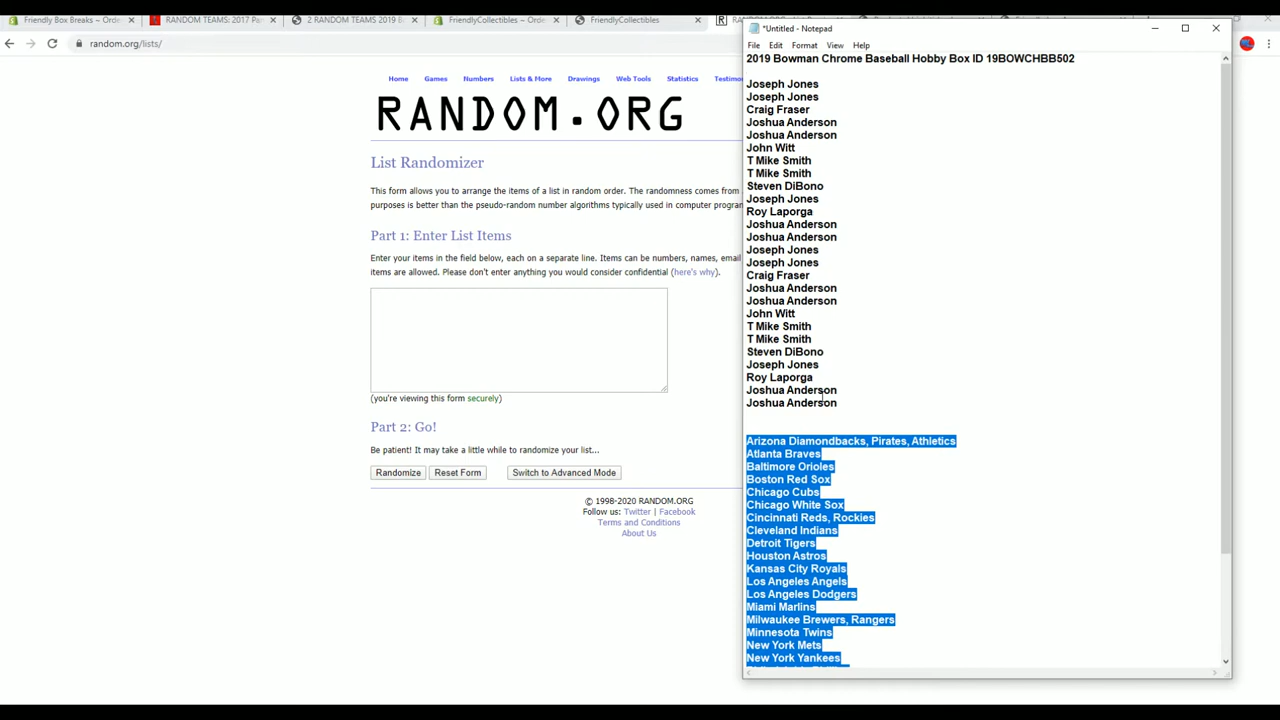 Friendly Box Breaks – Orde
RANDOM TEAMS: 2017 Pa
2 RANDOM TEAMS 2019 B
FriendlyCollectibles – Orde
FriendlyCollectibles
random.org/lists/
Home Games Numbers Lists & More Drawings Web Tools Statistics Testimo
RANDOM.ORG
List Randomizer
This form allows you to arrange the items of a list in random order. The randomness comes from
purposes is better than the pseudo-random number algorithms typically used in computer progra
Part 1: Enter List Items
Enter your items in the field below, each on a separate line. Items can be numbers, names, email
items are allowed. Please don't enter anything you would consider confidential (here's why).
(you're viewing this form securely)
Part 2: Go!
Be patient! It may take a little while to randomize your list...
Randomize Reset Form Switch to Advanced Mode
© 1998-2020 RANDOM.ORG
Follow us: Twitter | Facebook
Terms and Conditions
About Us
*Untitled - Notepad
File Edit Format View Help
2019 Bowman Chrome Baseball Hobby Box ID 19BOWCHBB502
Joseph Jones
Joseph Jones
Craig Fraser
Joshua Anderson
Joshua Anderson
John Witt
T Mike Smith
T Mike Smith
Steven DiBono
Joseph Jones
Roy Laporga
Joshua Anderson
Joshua Anderson
Joseph Jones
Joseph Jones
Craig Fraser
Joshua Anderson
Joshua Anderson
John Witt
T Mike Smith
T Mike Smith
Steven DiBono
Joseph Jones
Roy Laporga
Joshua Anderson
Joshua Anderson
Arizona Diamondbacks, Pirates, Athletics
Atlanta Braves
Baltimore Orioles
Boston Red Sox
Chicago Cubs
Chicago White Sox
Cincinnati Reds, Rockies
Cleveland Indians
Detroit Tigers
Houston Astros
Kansas City Royals
Los Angeles Angels
Los Angeles Dodgers
Miami Marlins
Milwaukee Brewers, Rangers
Minnesota Twins
New York Mets
New York Yankees